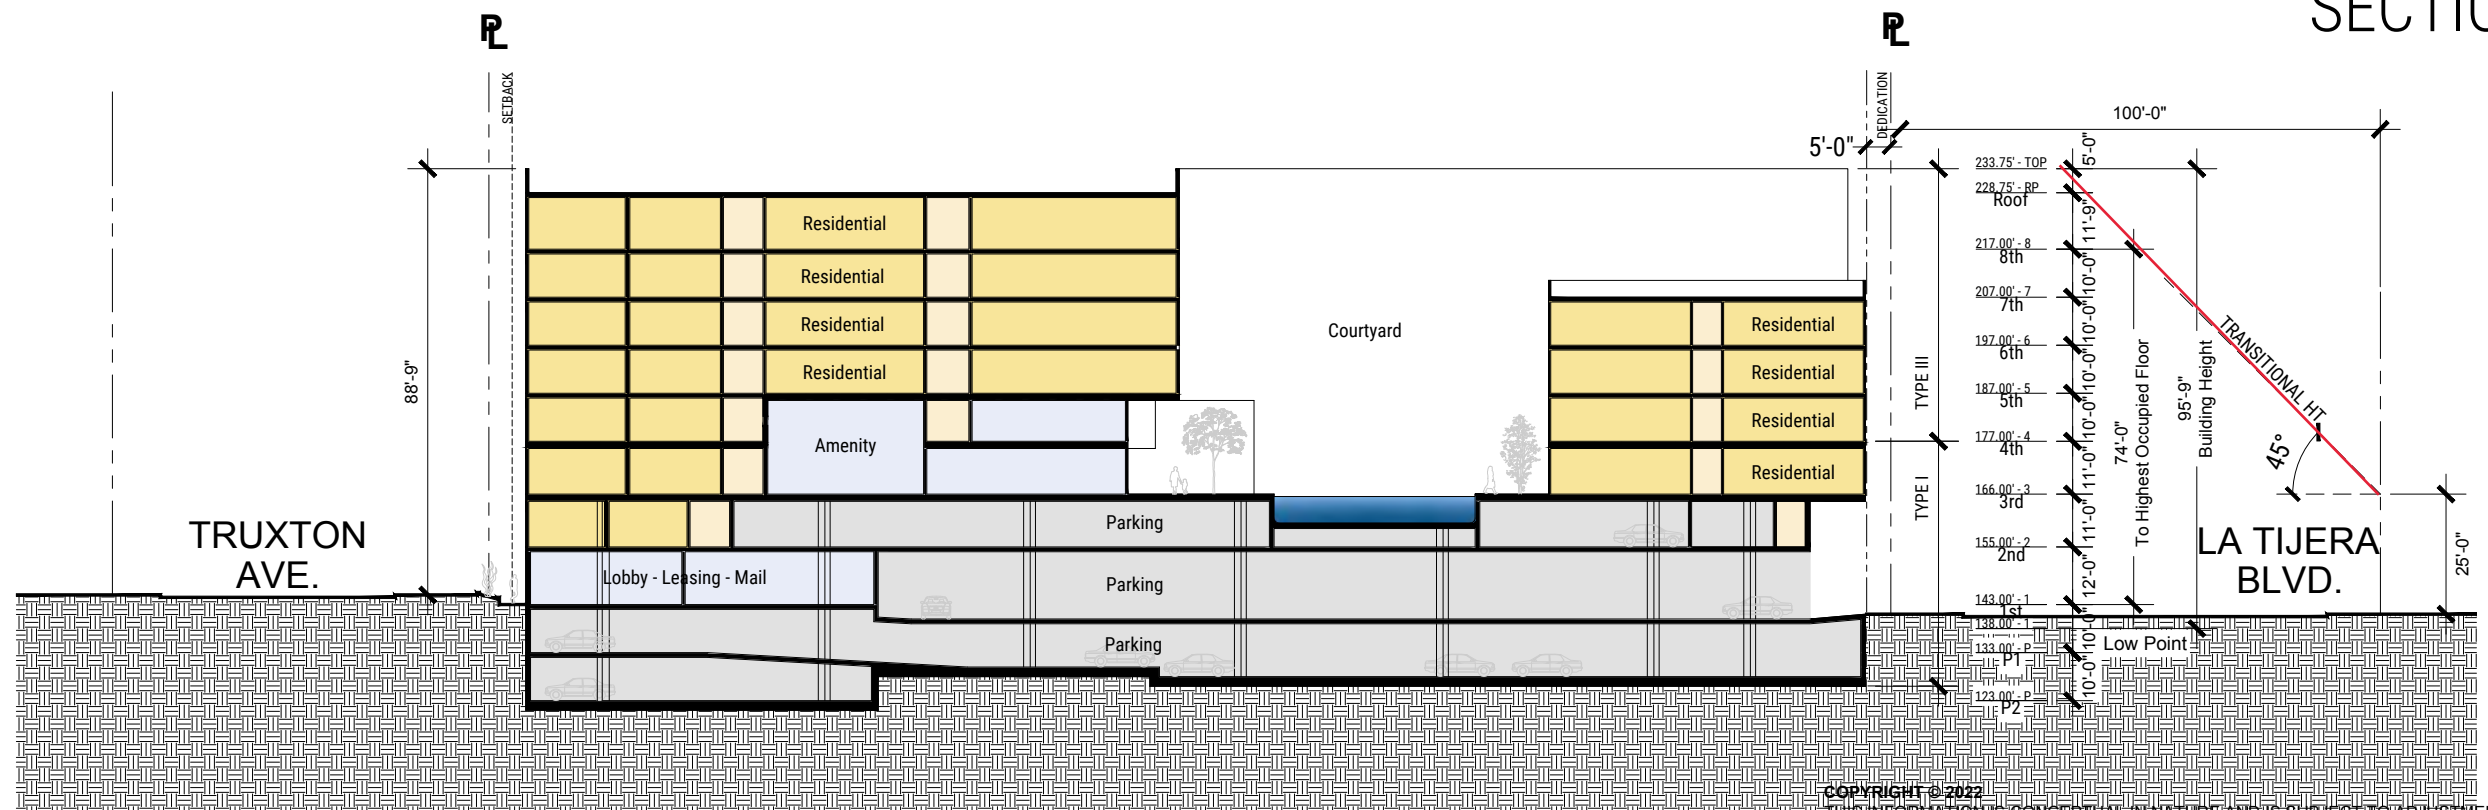 SECTIO
PL
PL
SETBACK
DEDICATION
100'-0"
5'-0"
88'-9"
Residential
Residential
Residential
Residential
Amenity
Courtyard
Residential
Residential
Residential
Residential
Parking
Lobby - Leasing - Mail
Parking
Parking
TRUXTON
AVE.
TYPE III
TYPE I
233.75' - TOP
5'-0"
228.75' - RP
Roof
11'-9"
217.00' - 8
8th
10'-0"
207.00' - 7
7th
10'-0"
197.00' - 6
6th
10'-0"
187.00' - 5
5th
10'-0"
177.00' - 4
4th
11'-0"
166.00' - 3
3rd
11'-0"
155.00' - 2
2nd
12'-0"
143.00' - 1
1st
138.00' - 1
10'-0"
133.00' - P
P1
10'-0"
123.00' - P
P2
74'-0"
To Highest Occupied Floor
95'-9"
Building Height
TRANSITIONAL HT.
45°
25'-0"
LA TIJERA
BLVD.
Low Point
COPYRIGHT © 2022